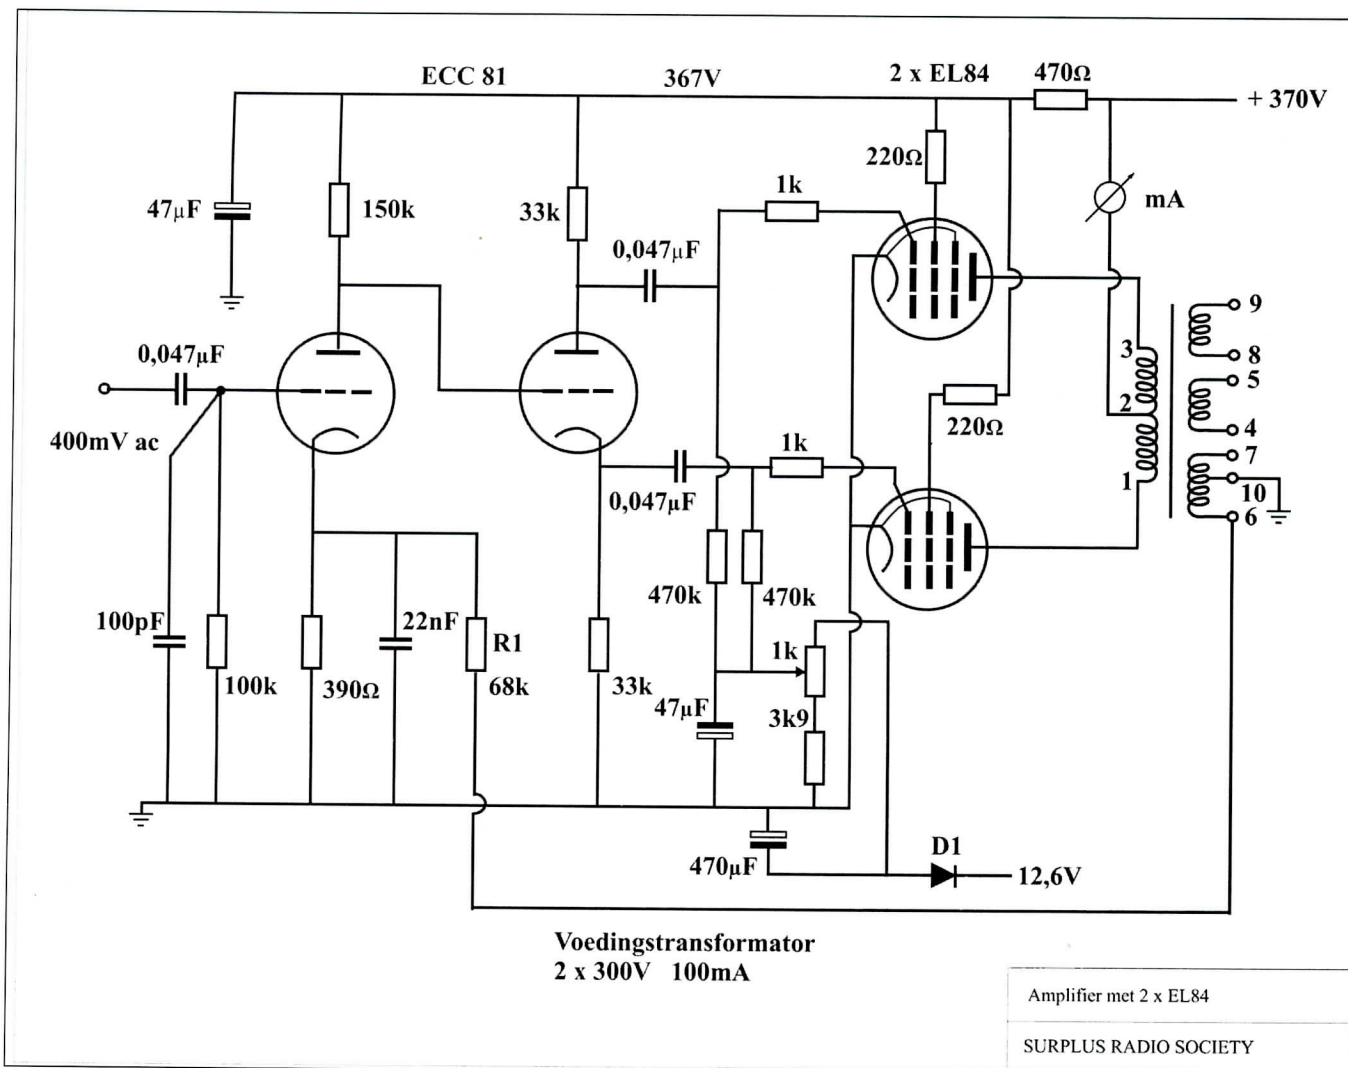 ECC 81
367V
2 x EL84
470Ω
+ 370V
220Ω
1k
mA
47µF
150k
33k
0,047µF
9
0,047µF
3
8
5
400mV ac
2
220Ω
4
1k
7
1
10
0,047µF
6
470k
470k
100pF
22nF
R1
1k
100k
390Ω
68k
33k
47µF
3k9
470µF
D1
12,6V
Voedingstransformator
2 x 300V 100mA
Amplifier met 2 x EL84
SURPLUS RADIO SOCIETY